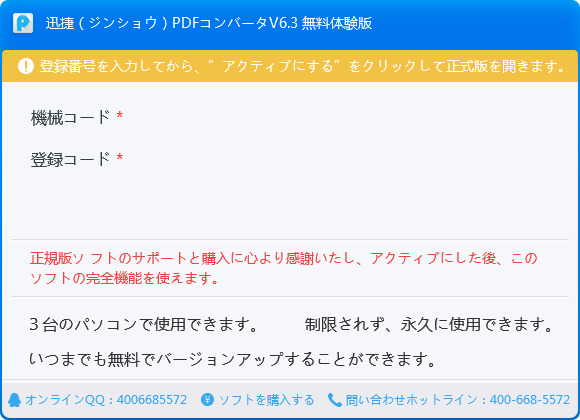 迅捷（ジンショウ）PDFコンバータV6.3 無料体験版
登録番号を入力してから、”アクティブにする”をクリックして正式版を開きます。
機械コード *
登録コード *
正規版ソ フトのサポートと購入に心より感謝いたし、アクティブにした後、この
ソフトの完全機能を使えます。
3 台のパソコンで使用できます。 制限されず、永久に使用できます。
いつまでも無料でバージョンアップすることができます。
オンラインQQ：4006685572 ¥ ソフトを購入する 問い合わせホットライン：400-668-5572